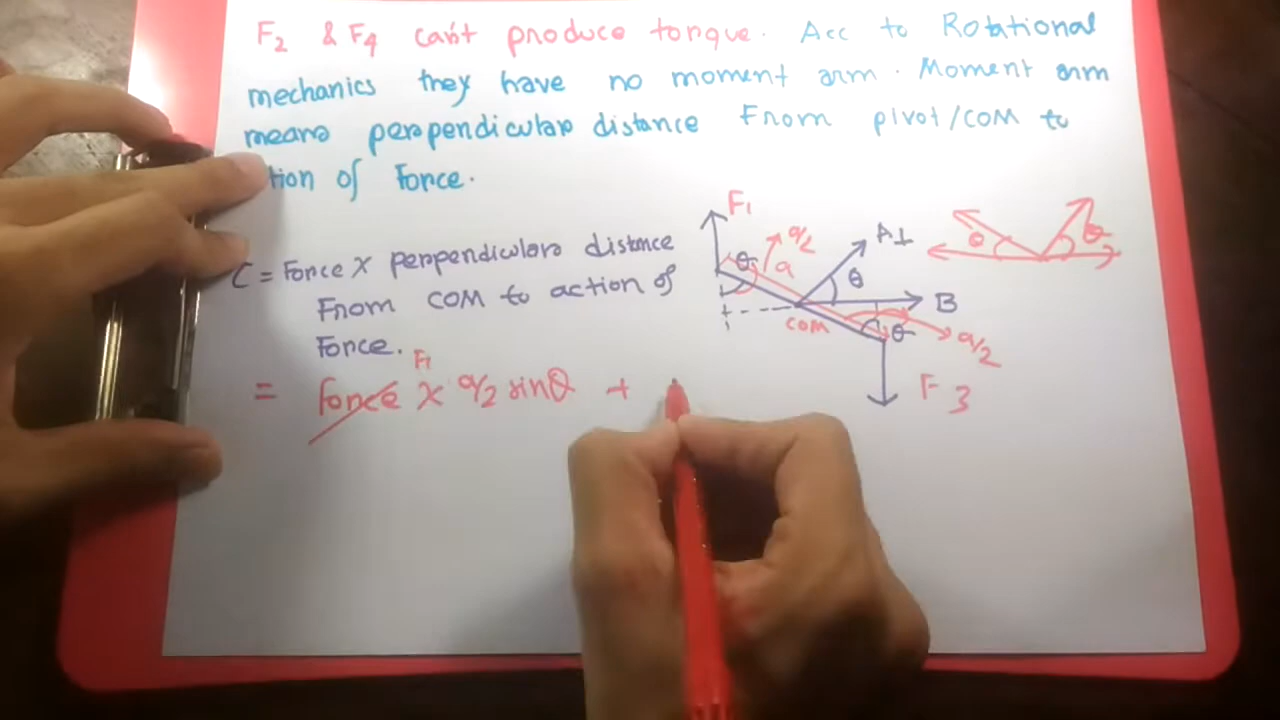 F2 & F4 can't produce torque. Acc to Rotational
mechanics they have no moment arm. Moment arm
means perpendicular distance From pivot/COM to
tion of Force.
C = Force X perpendicular distance
From COM to action of
Force.
F1
= Force X a/2 sinθ +
F1
a/2
θ
a
A⊥
θ
B
COM
θ
a/2
F3
θ
θ